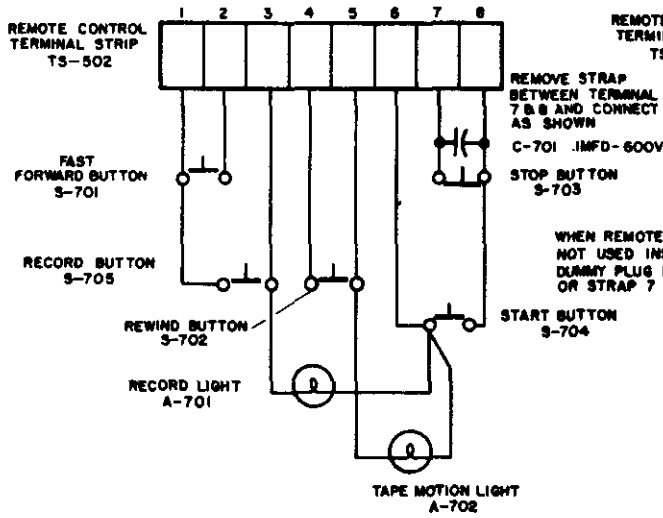 1 2 3 4 5 6 7 8
REMOTE CONTROL
TERMINAL STRIP
TS-502
REMOTE
TERMIN
TS
REMOVE STRAP
BETWEEN TERMINAL
7 & 8 AND CONNECT
AS SHOWN
C-701 .1MFD-600V
FAST
FORWARD BUTTON
S-701
STOP BUTTON
S-703
RECORD BUTTON
S-705
WHEN REMOTE
NOT USED INS
DUMMY PLUG
OR STRAP 7
REWIND BUTTON
S-702
START BUTTON
S-704
RECORD LIGHT
A-701
TAPE MOTION LIGHT
A-702